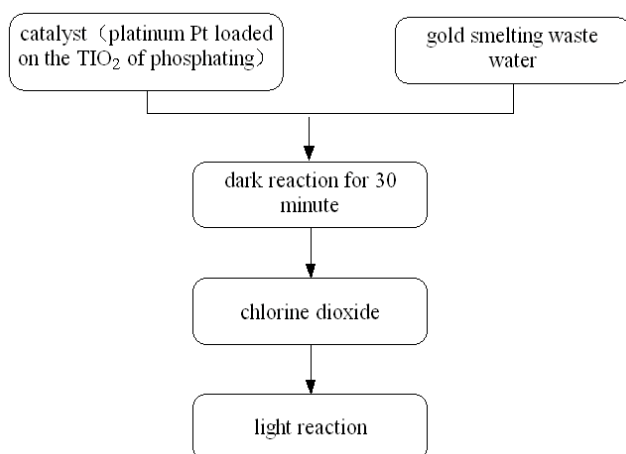 catalyst（platinum Pt loaded
on the TIO₂ of phosphating）
gold smelting waste
water
dark reaction for 30
minute
chlorine dioxide
light reaction